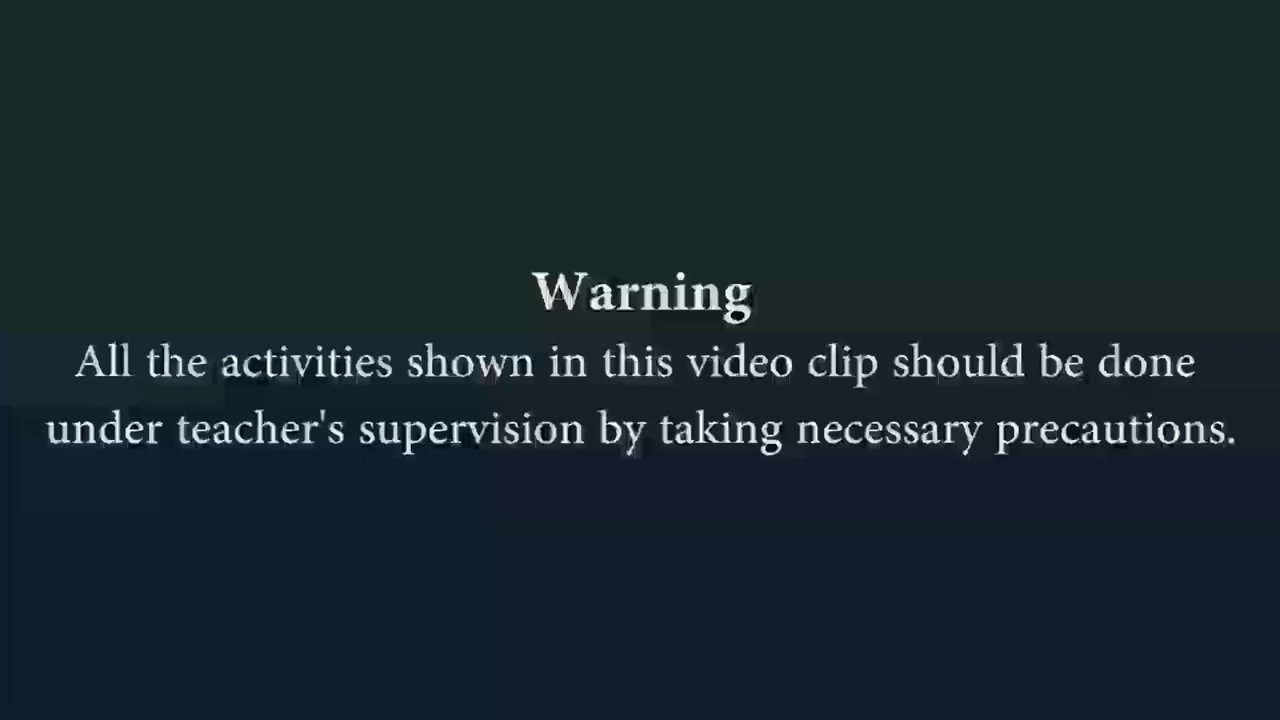 Warning
All the activities shown in this video clip should be done
under teacher's supervision by taking necessary precautions.